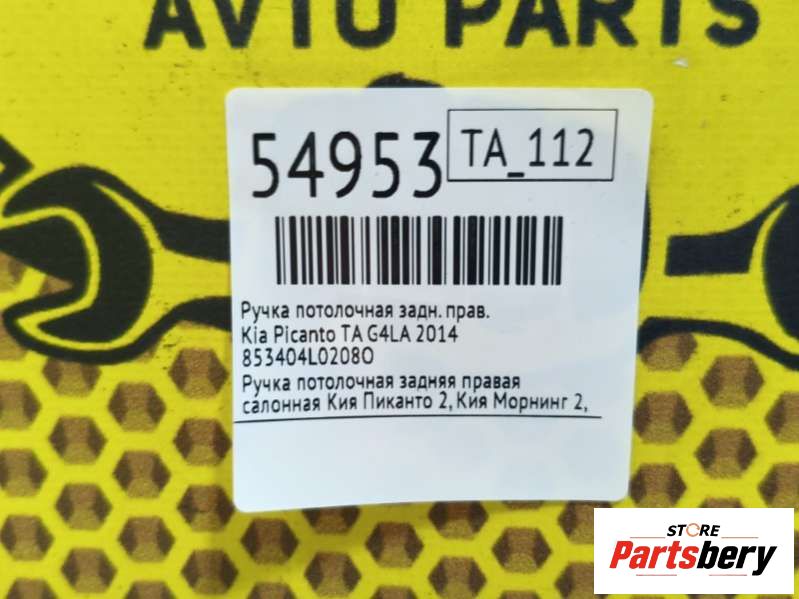 AVTO PARTS
54953
TA_112
Ручка потолочная задн. прав.
Kia Picanto TA G4LA 2014
853404L0208O
Ручка потолочная задняя правая
салонная Кия Пиканто 2, Кия Морнинг 2,
STORE
Partsbery